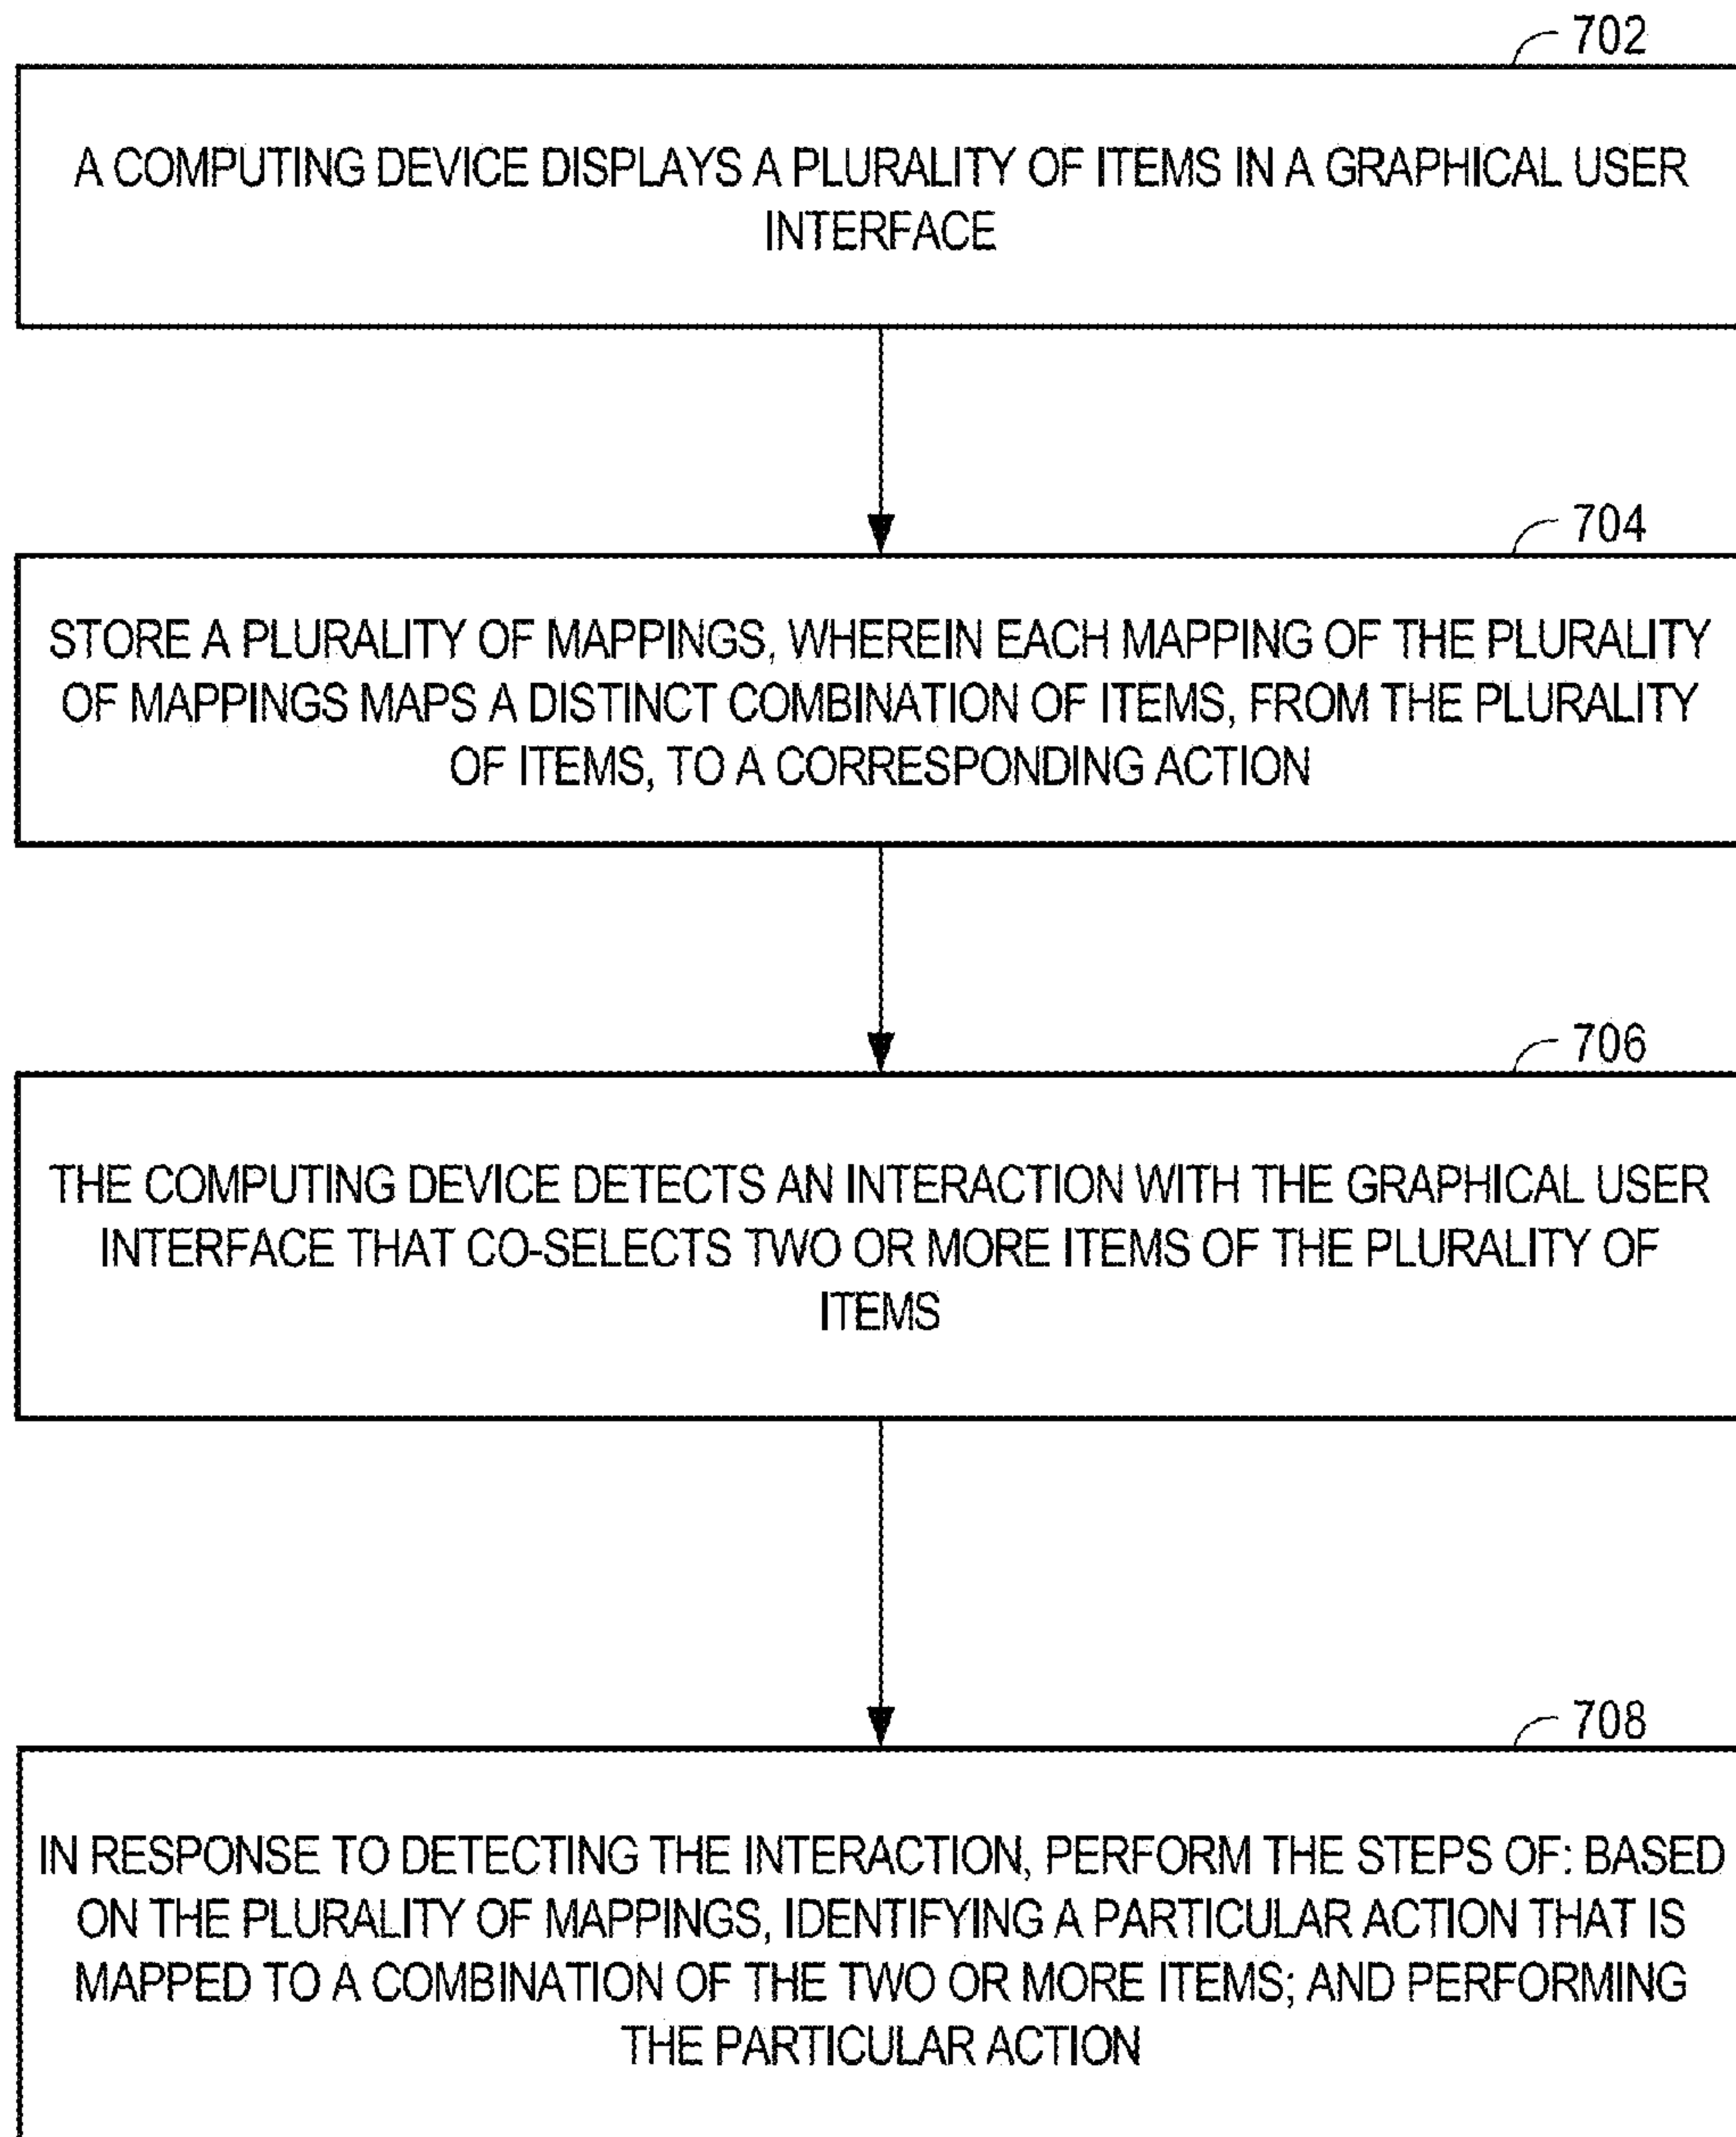 702
A COMPUTING DEVICE DISPLAYS A PLURALITY OF ITEMS IN A GRAPHICAL USER
INTERFACE
704
STORE A PLURALITY OF MAPPINGS, WHEREIN EACH MAPPING OF THE PLURALITY
OF MAPPINGS MAPS A DISTINCT COMBINATION OF ITEMS, FROM THE PLURALITY
OF ITEMS, TO A CORRESPONDING ACTION
706
THE COMPUTING DEVICE DETECTS AN INTERACTION WITH THE GRAPHICAL USER
INTERFACE THAT CO-SELECTS TWO OR MORE ITEMS OF THE PLURALITY OF
ITEMS
708
IN RESPONSE TO DETECTING THE INTERACTION, PERFORM THE STEPS OF: BASED
ON THE PLURALITY OF MAPPINGS, IDENTIFYING A PARTICULAR ACTION THAT IS
MAPPED TO A COMBINATION OF THE TWO OR MORE ITEMS; AND PERFORMING
THE PARTICULAR ACTION